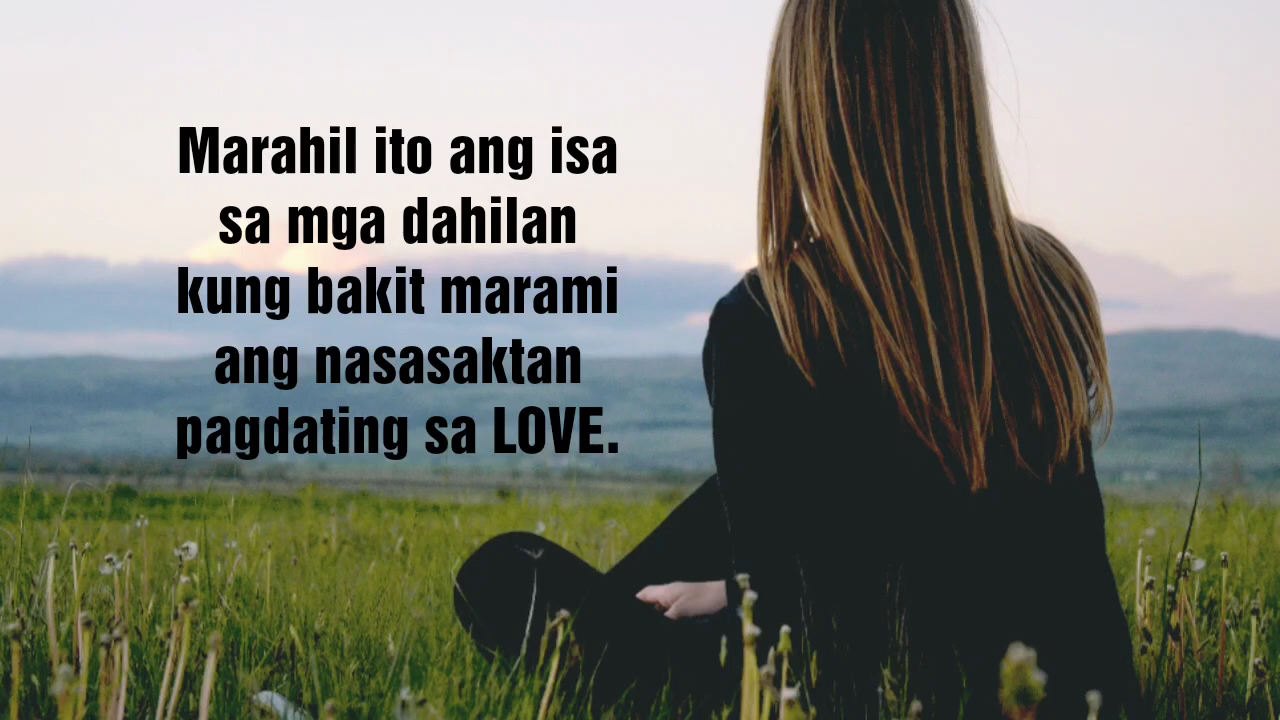 Marahil ito ang isa
sa mga dahilan
kung bakit marami
ang nasasaktan
pagdating sa LOVE.